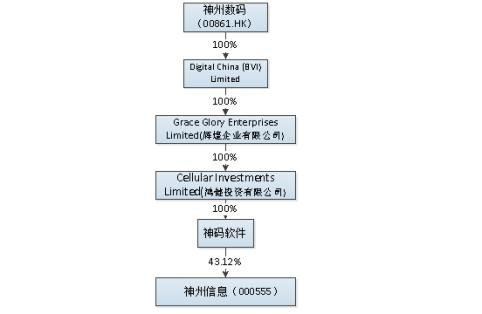 神州数码
（00861.HK）
100%
Digital China (BVI)
Limited
100%
Grace Glory Enterprises
Limited(辉煌企业有限公司)
100%
Cellular Investments
Limited(鸿健投资有限公司)
100%
神码软件
43.12%
神州信息（000555）